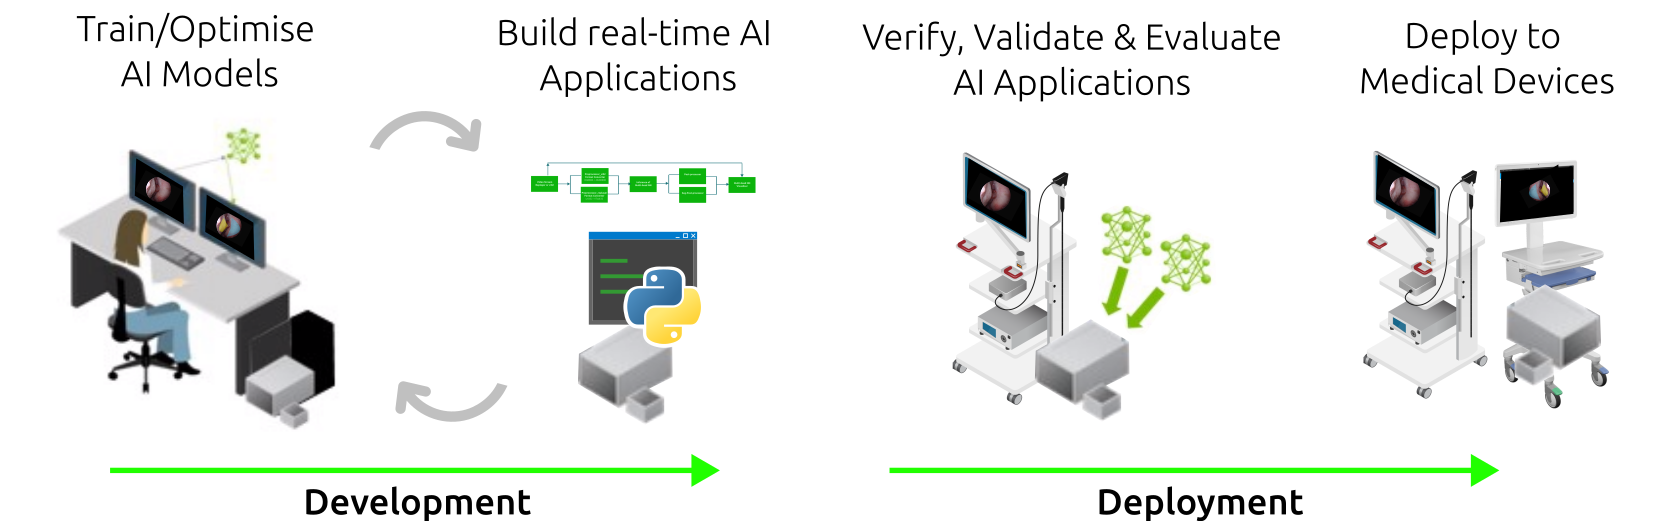 Train/Optimise
AI Models
Build real-time AI
Applications
Verify, Validate & Evaluate
AI Applications
Deploy to
Medical Devices
Development
Deployment